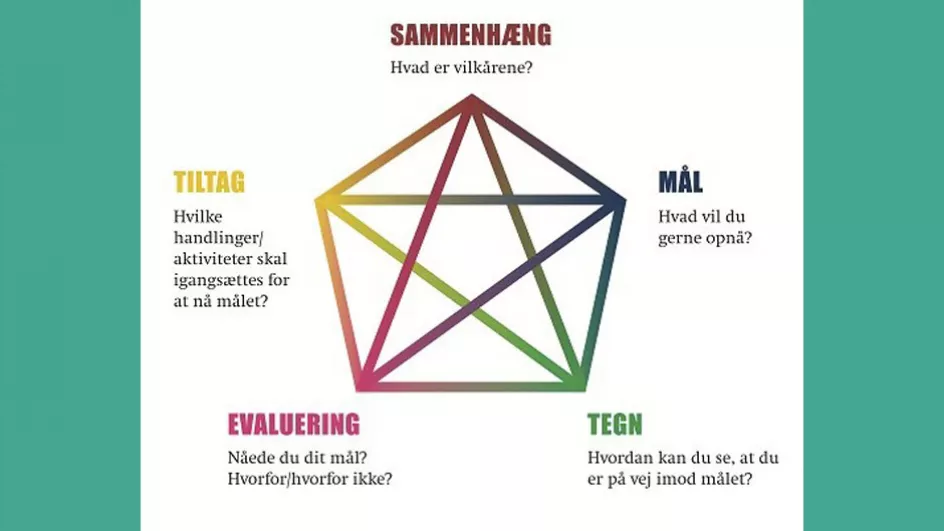 SAMMENHÆNG
Hvad er vilkårene?
TILTAG
Hvilke
handlinger/
aktiviteter skal
igangsættes for
at nå målet?
MÅL
Hvad vil du
gerne opnå?
EVALUERING
Nåede du dit mål?
Hvorfor/hvorfor ikke?
TEGN
Hvordan kan du se, at du
er på vej imod målet?